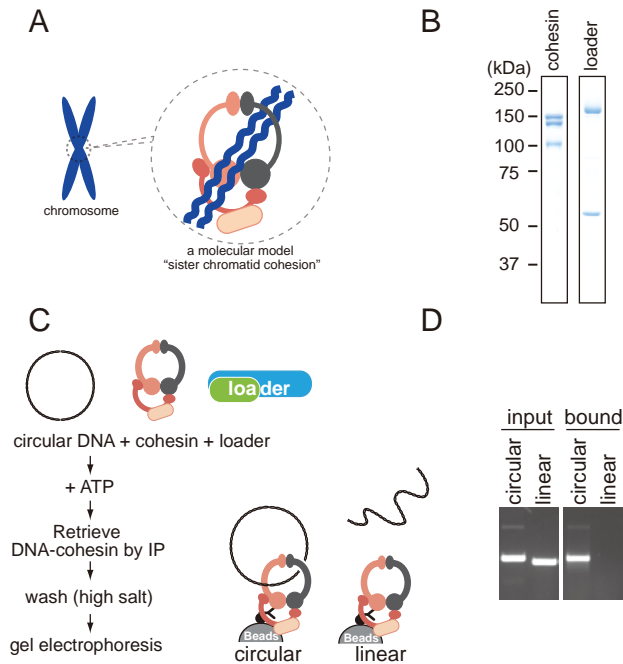 A
chromosome
a molecular model
“sister chromatid cohesion”
B
cohesin
loader
(kDa)
250
150
100
75
50
37
C
loader
circular DNA + cohesin + loader
+ ATP
Retrieve
DNA-cohesin by IP
wash (high salt)
gel electrophoresis
Beads
Beads
circular
linear
D
input
bound
circular
linear
circular
linear